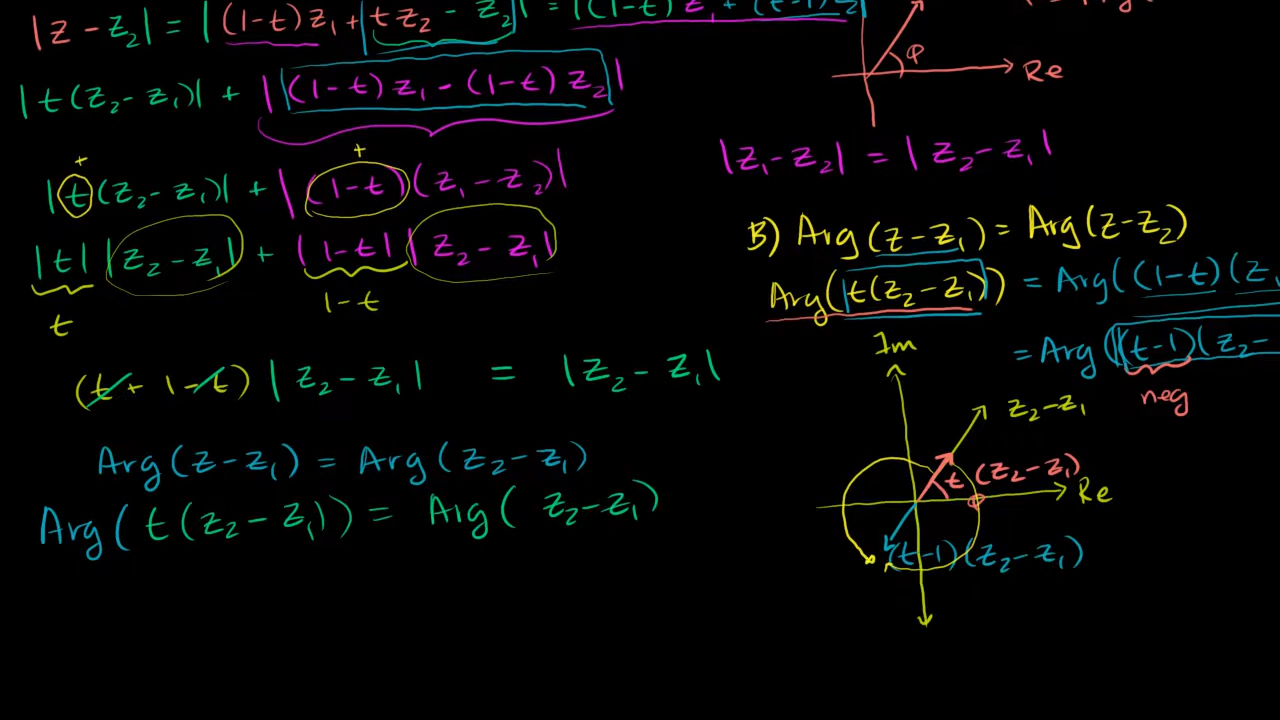 |z - z₂| = |(1-t)z₁ + tz₂ - z₂| = |(1-t)z₁ + (t-1)z₂|
|t(z₂ - z₁)| + |(1-t)z₁ - (1-t)z₂|
+ +
|t(z₂ - z₁)| + |(1-t)(z₁ - z₂)|
|t| |z₂ - z₁| + |1-t| |z₂ - z₁|
t 1-t
(t + 1 - t) |z₂ - z₁| = |z₂ - z₁|
Arg(z - z₁) = Arg(z₂ - z₁)
Arg(t(z₂ - z₁)) = Arg(z₂ - z₁)
φ
Re
|z₁ - z₂| = |z₂ - z₁|
B) Arg(z - z₁) = Arg(z - z₂)
Arg(t(z₂ - z₁)) = Arg((1-t)(z₁
= Arg((t-1)(z₂ -
neg
Im
z₂ - z₁
t(z₂ - z₁)
Re
(t-1)(z₂ - z₁)